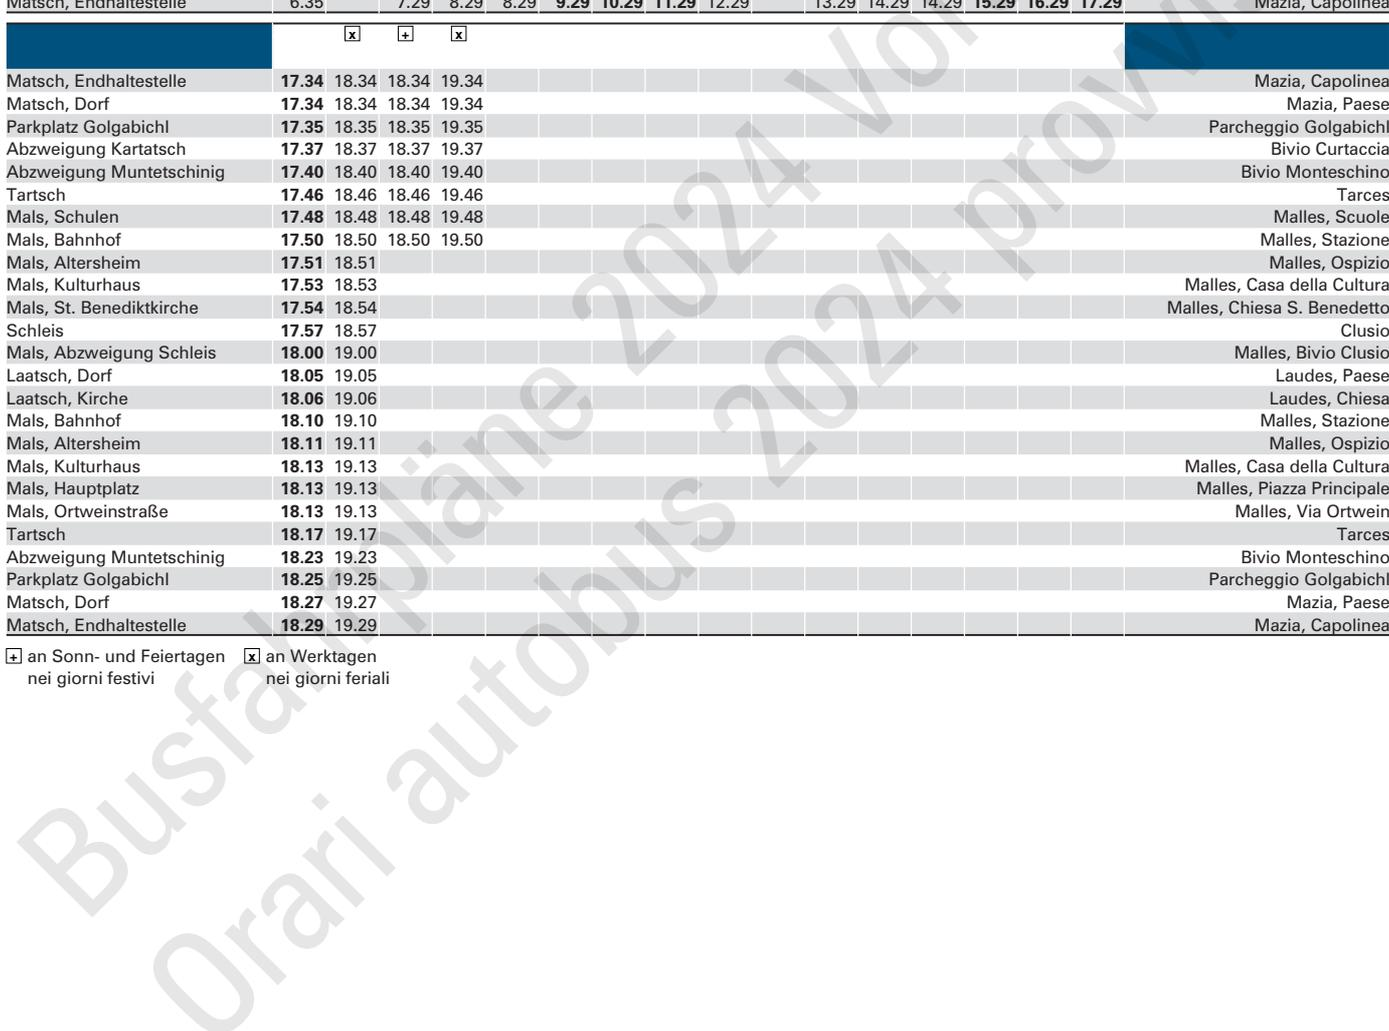 Matsch, Endhaltestelle 6.35 7.29 8.29 8.29 9.29 10.29 11.29 12.29 13.29 14.29 14.29 15.29 16.29 17.29 Mazia, Capolinea
x + x
Matsch, Endhaltestelle 17.34 18.34 18.34 19.34 Mazia, Capolinea
Matsch, Dorf 17.34 18.34 18.34 19.34 Mazia, Paese
Parkplatz Golgabichl 17.35 18.35 18.35 19.35 Parcheggio Golgabichl
Abzweigung Kartatsch 17.37 18.37 18.37 19.37 Bivio Curtaccia
Abzweigung Muntetschinig 17.40 18.40 18.40 19.40 Bivio Monteschino
Tartsch 17.46 18.46 18.46 19.46 Tarces
Mals, Schulen 17.48 18.48 18.48 19.48 Malles, Scuole
Mals, Bahnhof 17.50 18.50 18.50 19.50 Malles, Stazione
Mals, Altersheim 17.51 18.51 Malles, Ospizio
Mals, Kulturhaus 17.53 18.53 Malles, Casa della Cultura
Mals, St. Benediktkirche 17.54 18.54 Malles, Chiesa S. Benedetto
Schleis 17.57 18.57 Clusio
Mals, Abzweigung Schleis 18.00 19.00 Malles, Bivio Clusio
Laatsch, Dorf 18.05 19.05 Laudes, Paese
Laatsch, Kirche 18.06 19.06 Laudes, Chiesa
Mals, Bahnhof 18.10 19.10 Malles, Stazione
Mals, Altersheim 18.11 19.11 Malles, Ospizio
Mals, Kulturhaus 18.13 19.13 Malles, Casa della Cultura
Mals, Hauptplatz 18.13 19.13 Malles, Piazza Principale
Mals, Ortweinstraße 18.13 19.13 Malles, Via Ortwein
Tartsch 18.17 19.17 Tarces
Abzweigung Muntetschinig 18.23 19.23 Bivio Monteschino
Parkplatz Golgabichl 18.25 19.25 Parcheggio Golgabichl
Matsch, Dorf 18.27 19.27 Mazia, Paese
Matsch, Endhaltestelle 18.29 19.29 Mazia, Capolinea
+ an Sonn- und Feiertagen x an Werktagen
nei giorni festivi nei giorni feriali
Busfahrpläne 2024 Vor
Orari autobus 2024 provvi